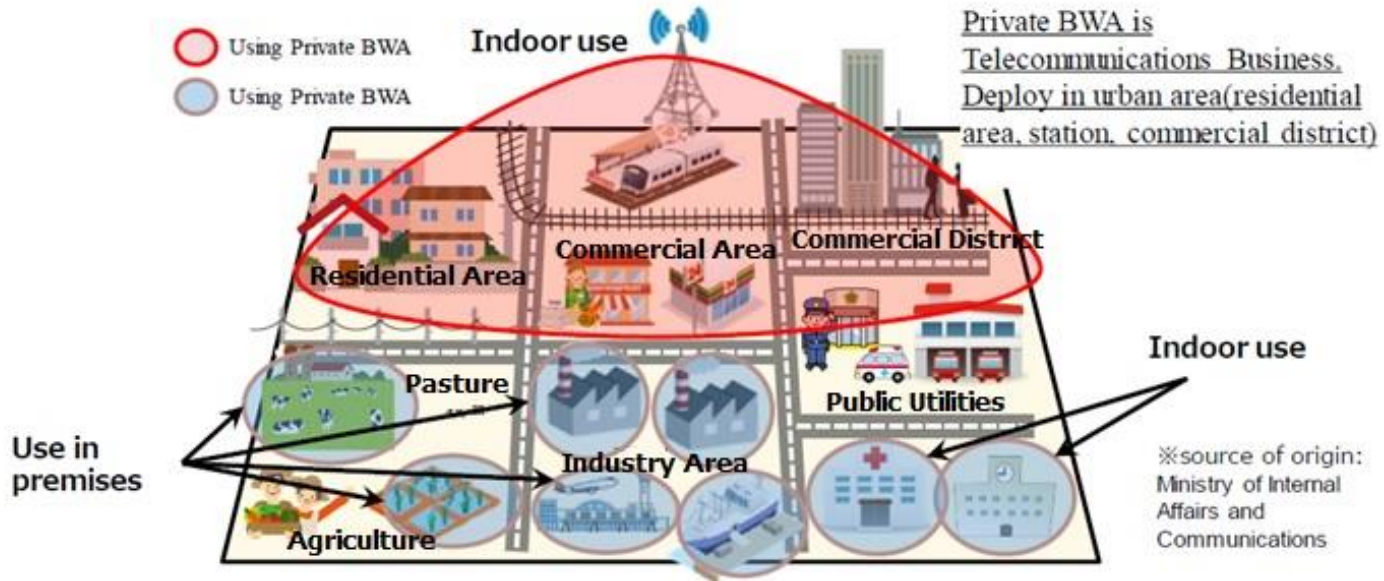 Using Private BWA
Using Private BWA
Indoor use
Private BWA is
Telecommunications Business.
Deploy in urban area(residential
area, station, commercial district)
Residential Area
Commercial Area
Commercial District
Pasture
Public Utilities
Indoor use
Use in
premises
Industry Area
Agriculture
※source of origin:
Ministry of Internal
Affairs and
Communications